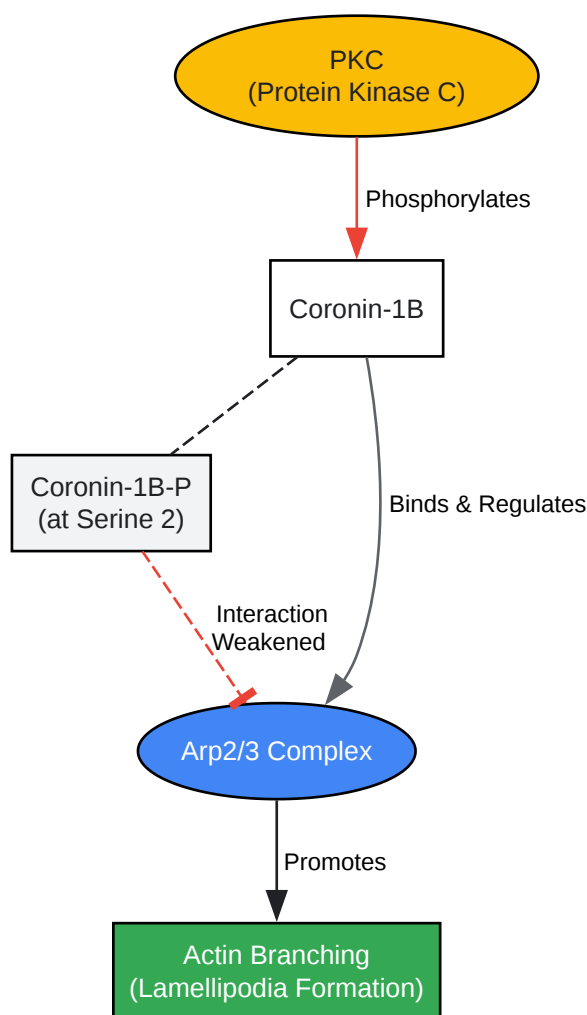 PKC
(Protein Kinase C)
Phosphorylates
Coronin-1B
Coronin-1B-P
(at Serine 2)
Binds & Regulates
Interaction
Weakened
Arp2/3 Complex
Promotes
Actin Branching
(Lamellipodia Formation)